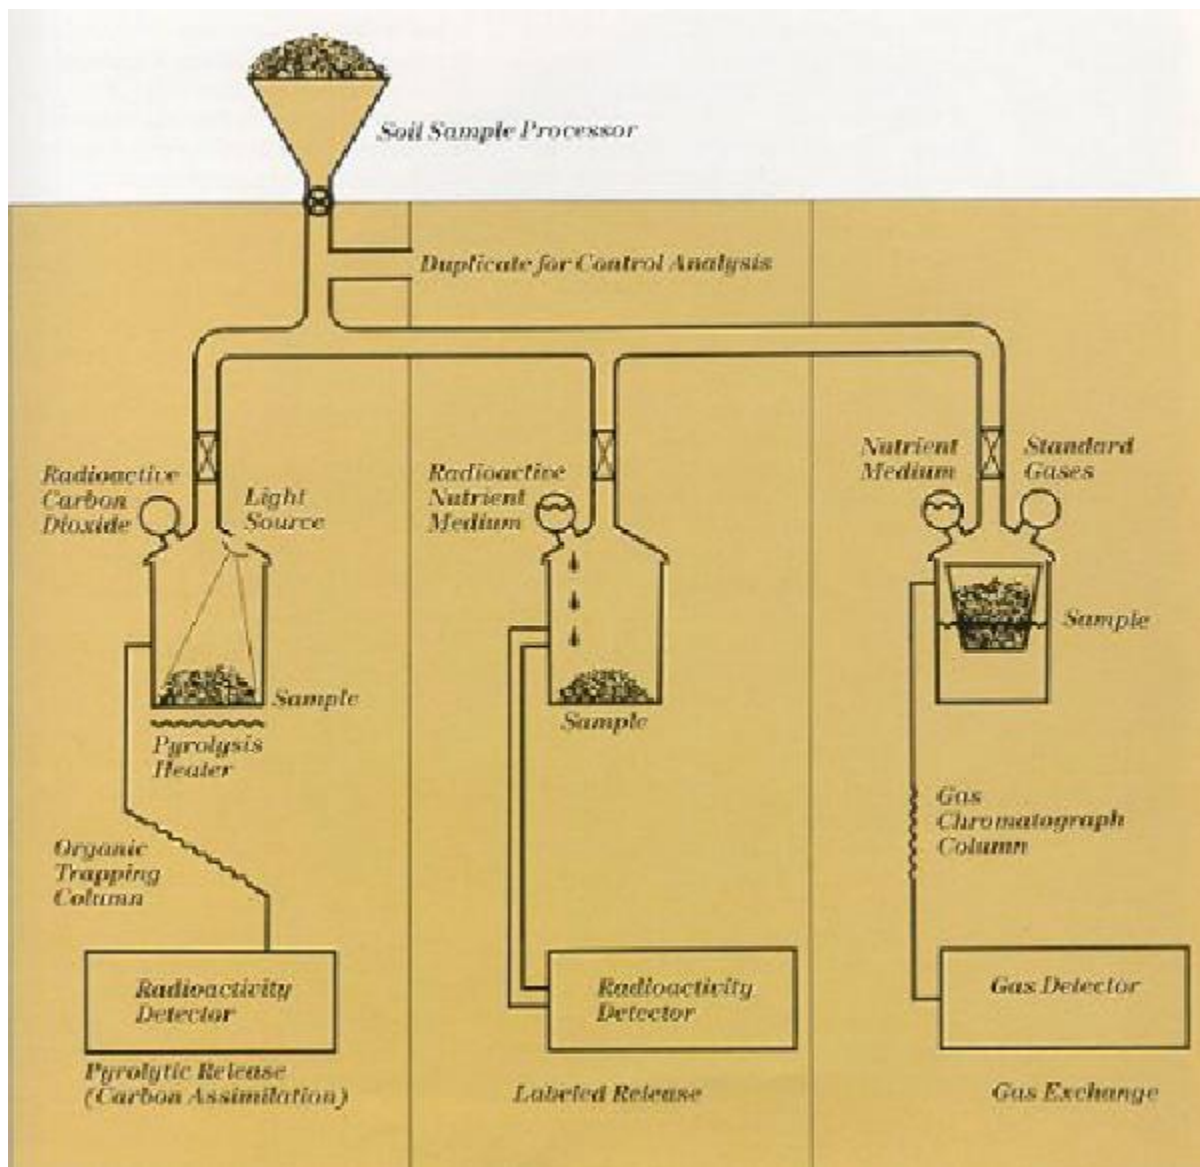 Soil Sample Processor
Duplicate for Control Analysis
Radioactive
Carbon
Dioxide
Light
Source
Sample
Pyrolysis
Heater
Organic
Trapping
Column
Radioactivity
Detector
Pyrolytic Release
(Carbon Assimilation)
Radioactive
Nutrient
Medium
Sample
Radioactivity
Detector
Labeled Release
Nutrient
Medium
Standard
Gases
Sample
Gas
Chromatograph
Column
Gas Detector
Gas Exchange